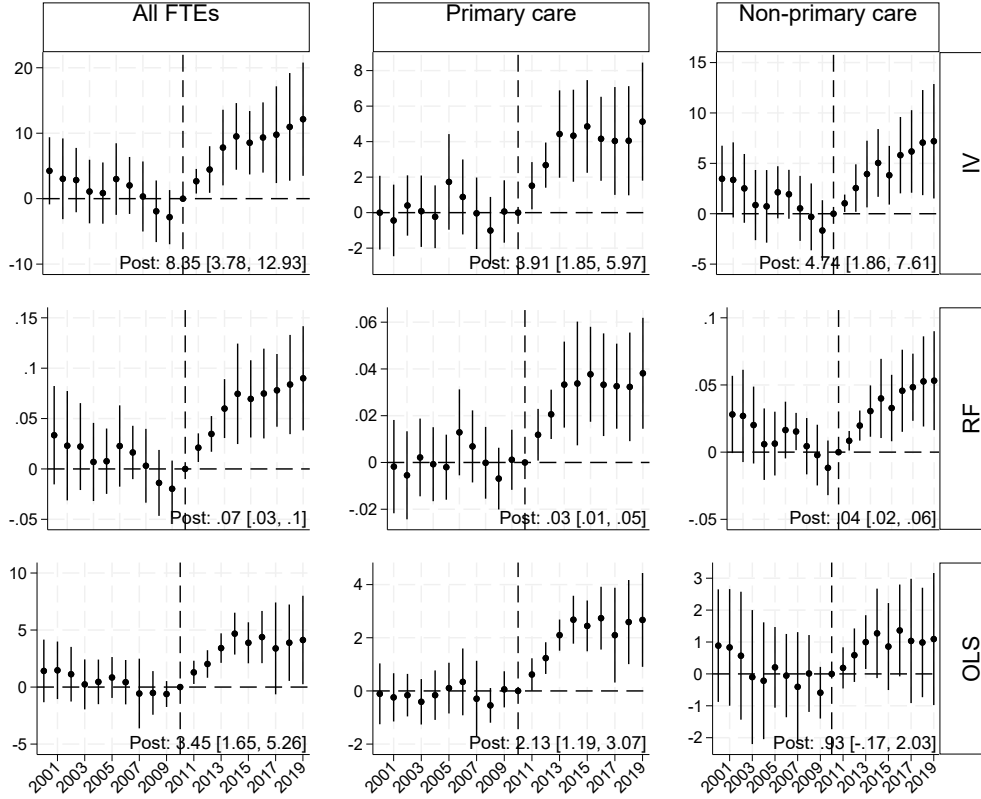 All FTEs Primary care Non-primary care
20
10
0
-10
Post: 8.35 [3.78, 12.93]
8
6
4
2
0
-2
Post: 3.91 [1.85, 5.97]
15
10
5
0
-5
Post: 4.74 [1.86, 7.61]
IV
.15
.1
.05
0
-.05
Post: .07 [.03, .1]
.06
.04
.02
0
-.02
Post: .03 [.01, .05]
.1
.05
0
-.05
Post: .04 [.02, .06]
RF
10
5
0
-5
Post: 3.45 [1.65, 5.26]
4
2
0
-2
Post: 2.13 [1.19, 3.07]
3
2
1
0
-1
-2
Post: .93 [-.17, 2.03]
OLS
2001 2003 2005 2007 2009 2011 2013 2015 2017 2019
2001 2003 2005 2007 2009 2011 2013 2015 2017 2019
2001 2003 2005 2007 2009 2011 2013 2015 2017 2019